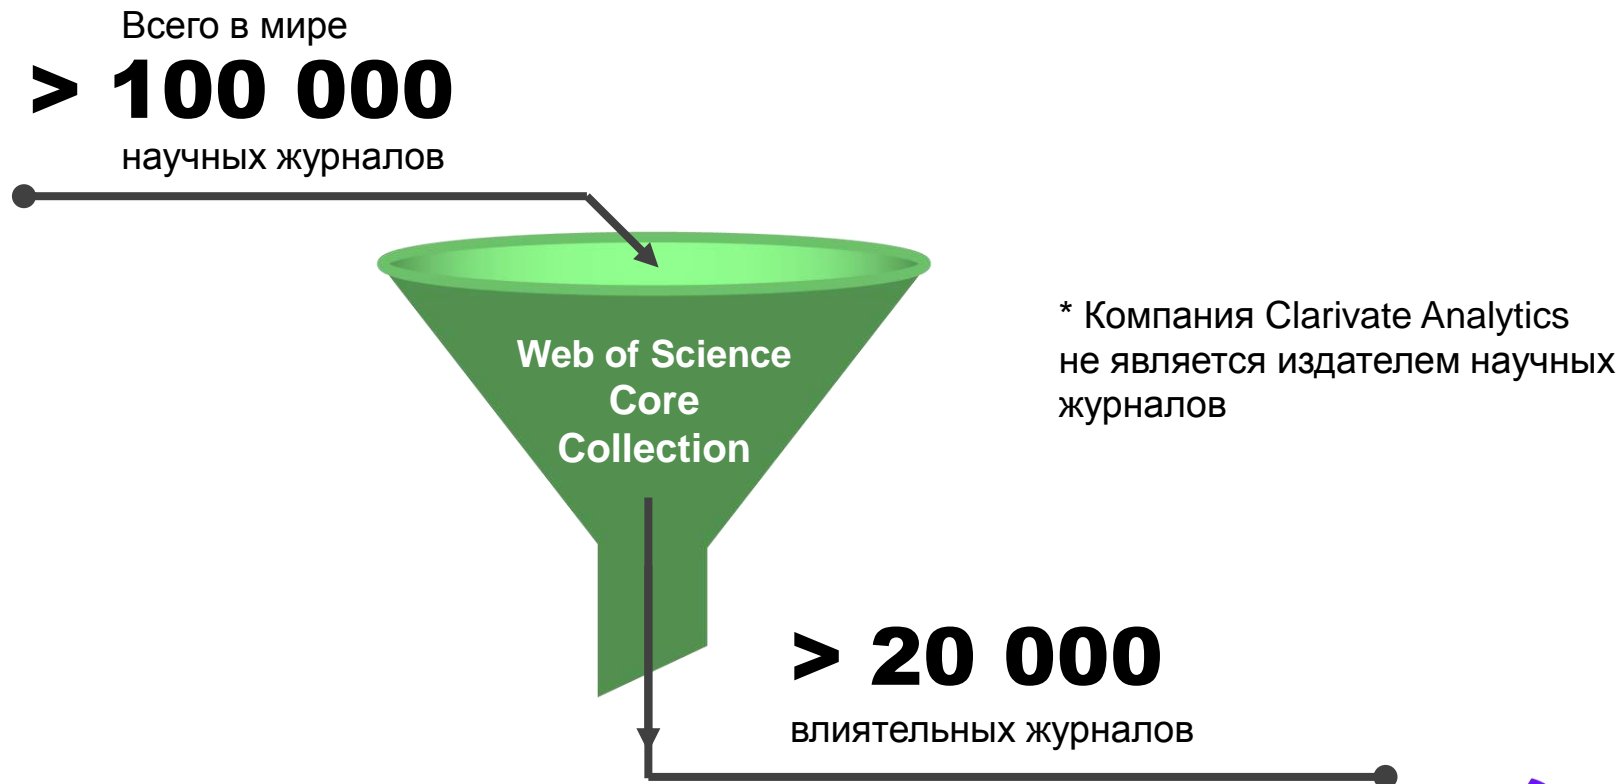 Всего в мире
> 100 000
научных журналов
Web of Science
Core
Collection
* Компания Clarivate Analytics
не является издателем научных
журналов
> 20 000
влиятельных журналов